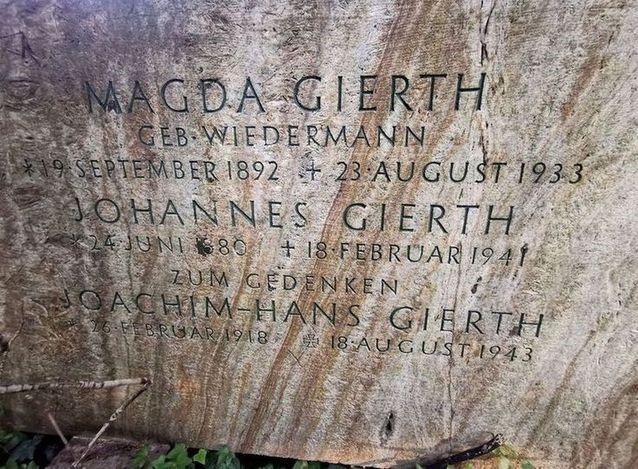 MAGDA GIERTH
GEB·WIEDERMANN
*19·SEPTEMBER 1892 + 23·AUGUST 1933
JOHANNES GIERTH
*24·JUNI 1880 + 18·FEBRUAR 1941
ZUM GEDENKEN
JOACHIM-HANS GIERTH
* 26·FEBRUAR 1918 ✠ 18·AUGUST 1943